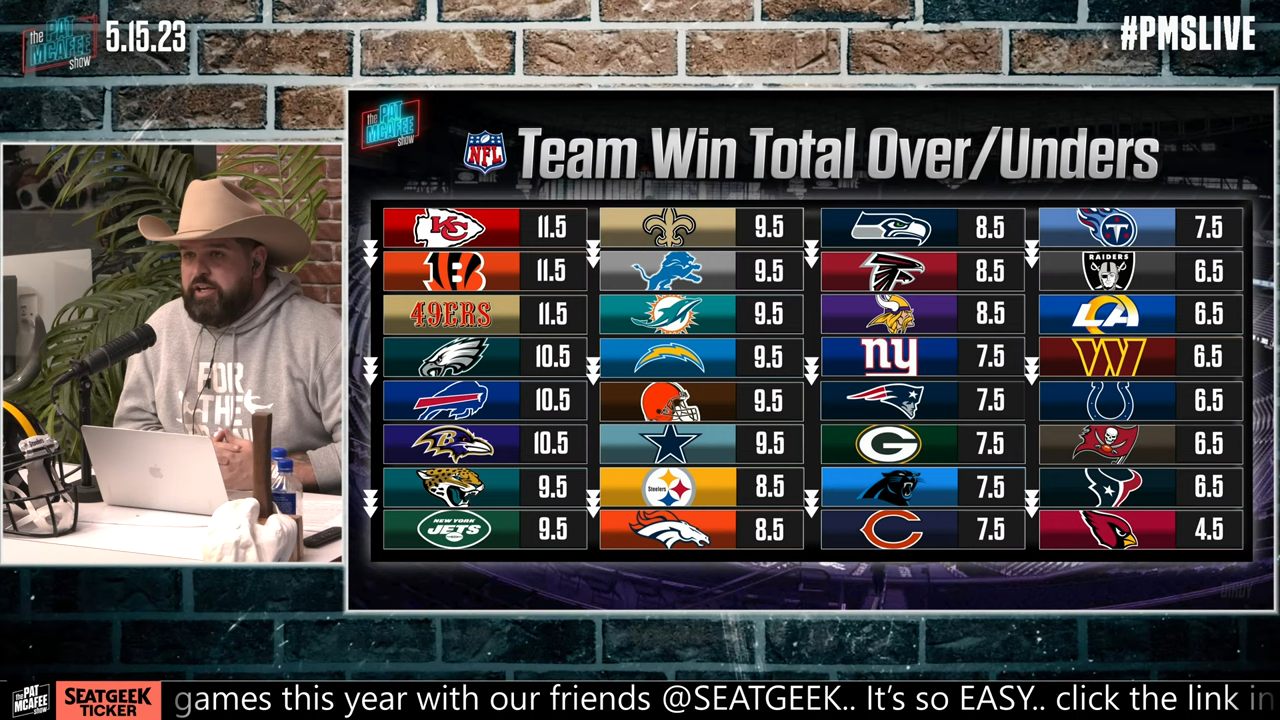 the PAT MCAFEE show
5.15.23
#PMSLIVE
the PAT MCAFEE show
NFL
Team Win Total Over/Unders
KC 11.5
9.5
8.5
7.5
B 11.5
9.5
8.5
RAIDERS 6.5
49ERS 11.5
9.5
8.5
LA 6.5
10.5
9.5
ny 7.5
W 6.5
10.5
9.5
7.5
6.5
10.5
9.5
G 7.5
6.5
9.5
Steelers 8.5
7.5
6.5
NEW YORK JETS 9.5
8.5
C 7.5
4.5
FOR
THE
the PAT MCAFEE show
SEATGEEK TICKER
games this year with our friends @SEATGEEK.. It's so EASY.. click the link in